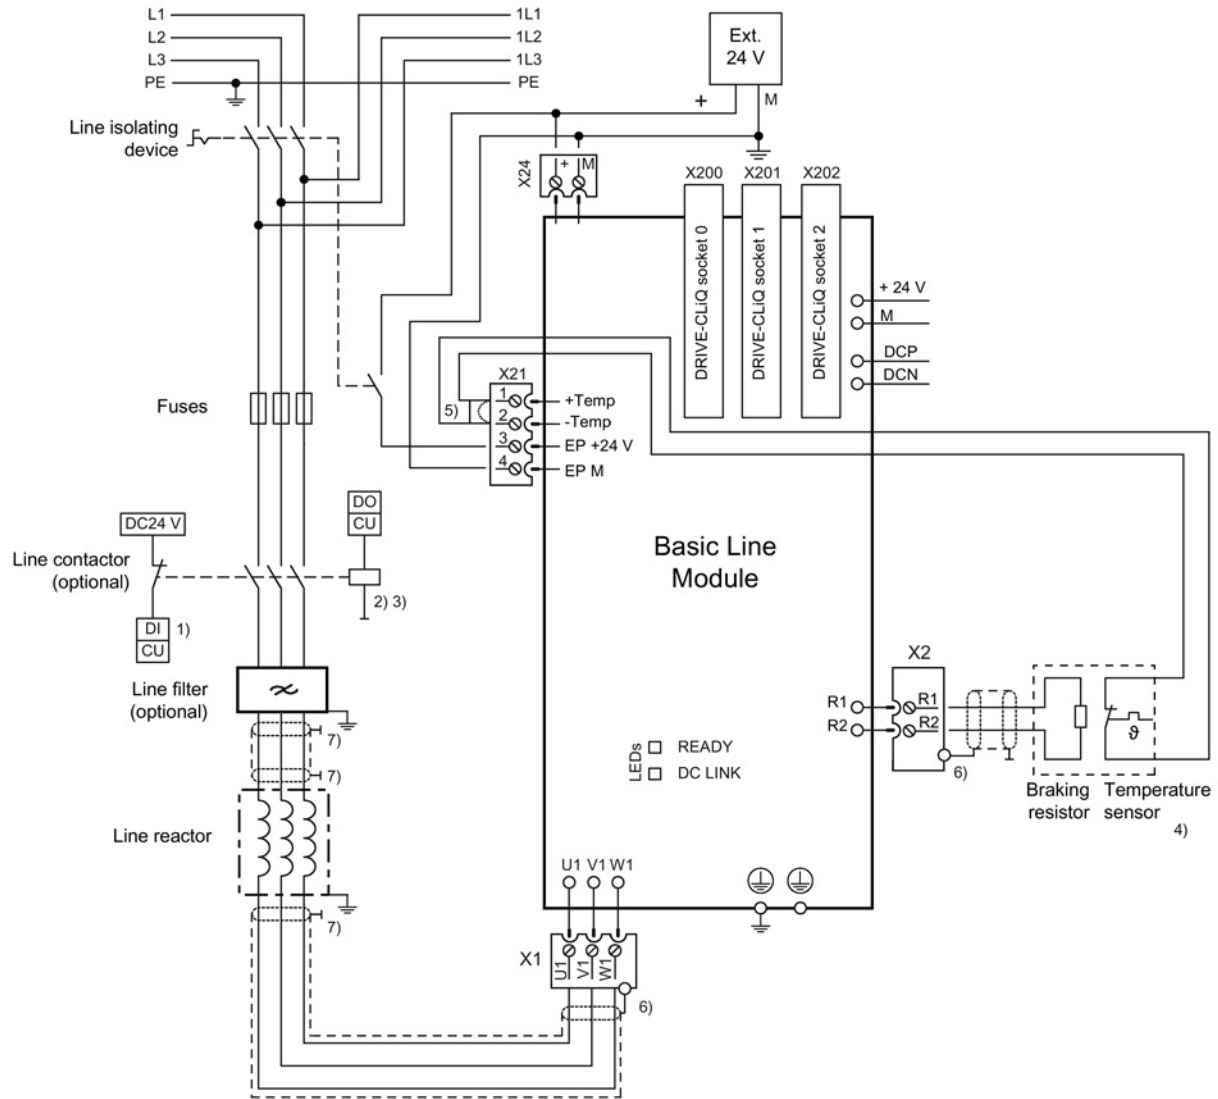 L1
1L1
L2
1L2
L3
1L3
PE
PE
Ext.
24 V
+
M
Line isolating
device
X24
+
M
X200
X201
X202
DRIVE-CLiQ socket 0
DRIVE-CLiQ socket 1
DRIVE-CLiQ socket 2
+ 24 V
M
DCP
DCN
X21
1
+Temp
5)
2
-Temp
3
EP +24 V
4
EP M
Fuses
DO
CU
DC24 V
Line contactor
(optional)
2) 3)
DI
CU
1)
Basic Line
Module
X2
R1
R1
R2
R2
6)
ϑ
Braking
resistor
Temperature
sensor
4)
LEDs
READY
DC LINK
Line filter
(optional)
7)
7)
Line reactor
7)
U1 V1 W1
X1
U1
V1
W1
6)